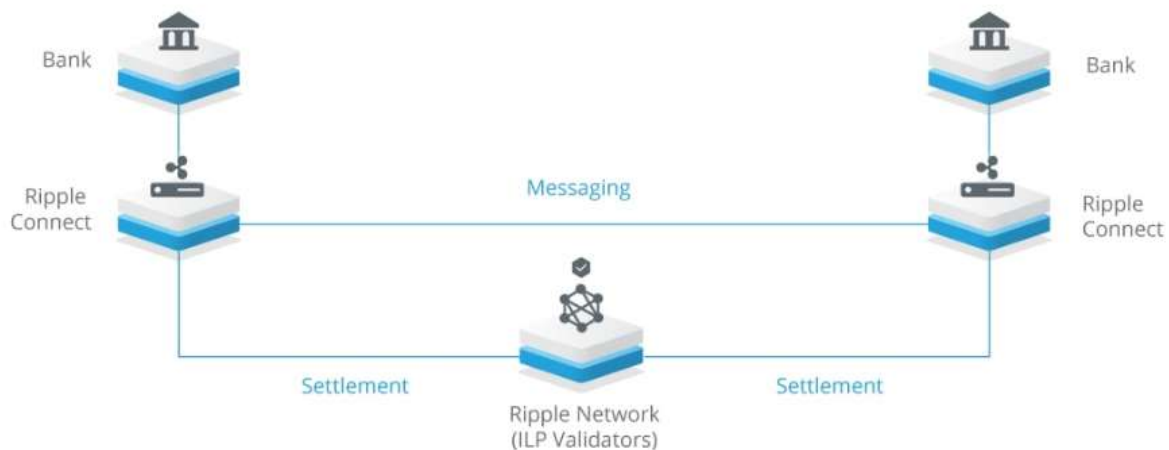 Bank
Bank
Ripple
Connect
Messaging
Ripple
Connect
Settlement
Settlement
Ripple Network
(ILP Validators)